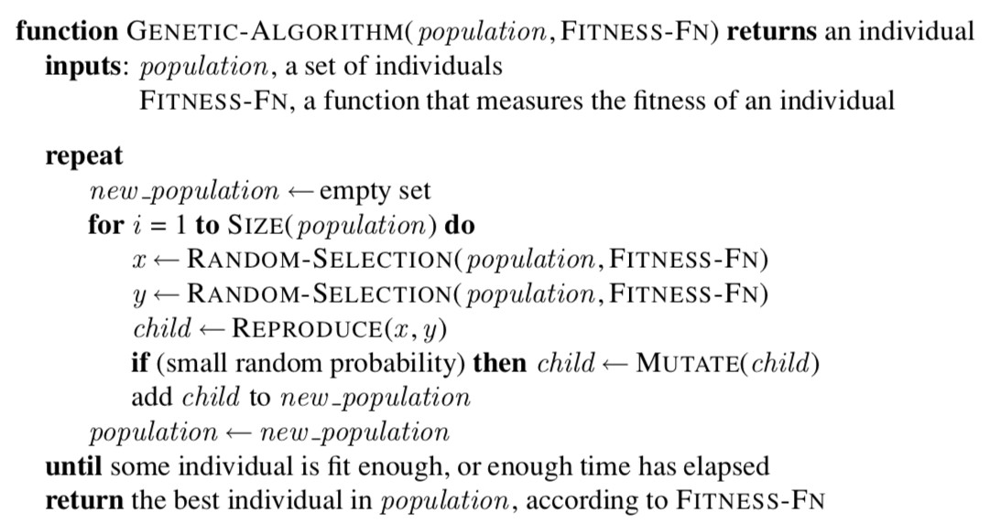 function GENETIC-ALGORITHM(population, FITNESS-FN) returns an individual
inputs: population, a set of individuals
FITNESS-FN, a function that measures the fitness of an individual
repeat
new_population ← empty set
for i = 1 to SIZE(population) do
x ← RANDOM-SELECTION(population, FITNESS-FN)
y ← RANDOM-SELECTION(population, FITNESS-FN)
child ← REPRODUCE(x, y)
if (small random probability) then child ← MUTATE(child)
add child to new_population
population ← new_population
until some individual is fit enough, or enough time has elapsed
return the best individual in population, according to FITNESS-FN